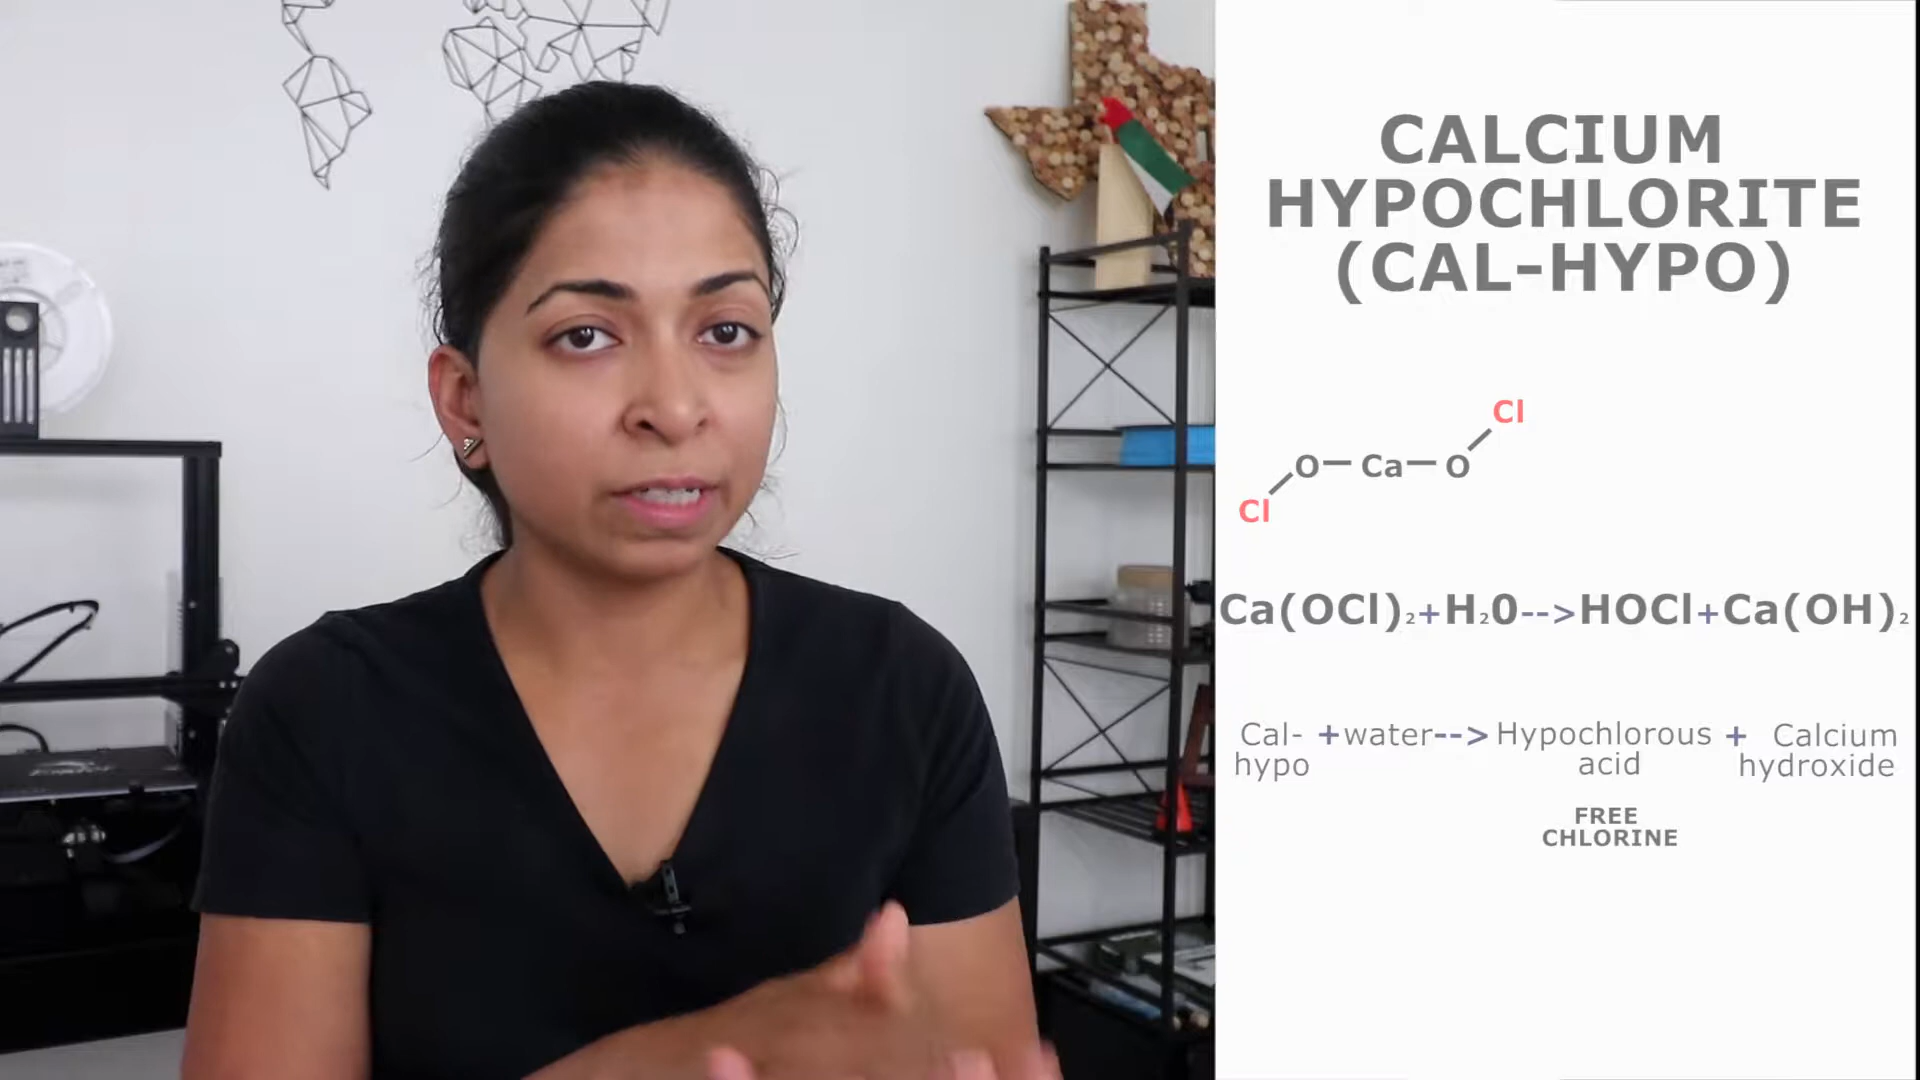 CALCIUM
HYPOCHLORITE
(CAL-HYPO)
Cl
O—Ca—O
Cl
Ca(OCl)₂+H₂0-->HOCl+Ca(OH)₂
Cal-hypo +water--> Hypochlorous acid + Calcium hydroxide
FREE
CHLORINE